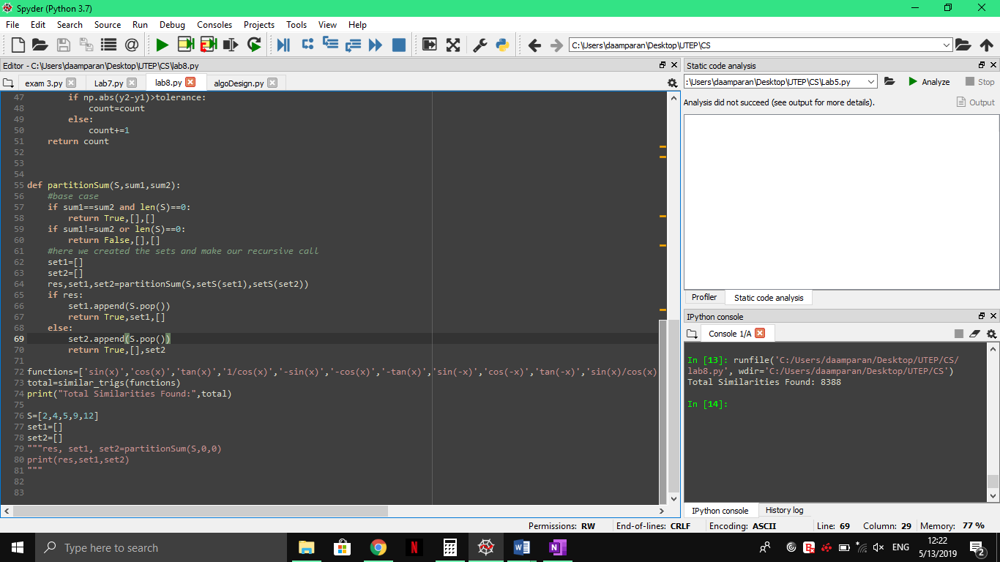 Spyder (Python 3.7)
File Edit Search Source Run Debug Consoles Projects Tools View Help
C:\Users\daamparan\Desktop\UTEP\CS
Editor - C:\Users\daamparan\Desktop\UTEP\CS\lab8.py
exam 3.py Lab7.py lab8.py algoDesign.py
47         if np.abs(y2-y1)>tolerance:
48             count=count
49         else:
50             count+=1
51     return count
52
53
54
55 def partitionSum(S,sum1,sum2):
56     #base case
57     if sum1==sum2 and len(S)==0:
58         return True,[],[]
59     if sum1!=sum2 or len(S)==0:
60         return False,[],[]
61     #here we created the sets and make our recursive call
62     set1=[]
63     set2=[]
64     res,set1,set2=partitionSum(S,setS(set1),setS(set2))
65     if res:
66         set1.append(S.pop())
67         return True,set1,[]
68     else:
69         set2.append(S.pop())
70         return True,[],set2
71
72 functions=['sin(x)','cos(x)','tan(x)','1/cos(x)','-sin(x)','-cos(x)','-tan(x)','sin(-x)','cos(-x)','tan(-x)','sin(x)/cos(x)
73 total=similar_trigs(functions)
74 print("Total Similarities Found:",total)
75
76 S=[2,4,5,9,12]
77 set1=[]
78 set2=[]
79 """res, set1, set2=partitionSum(S,0,0)
80 print(res,set1,set2)
81 """
82
83
Static code analysis
:\Users\daamparan\Desktop\UTEP\CS\Lab5.py Analyze Stop
Analysis did not succeed (see output for more details). Output
Profiler Static code analysis
IPython console
Console 1/A
In [13]: runfile('C:/Users/daamparan/Desktop/UTEP/CS/
lab8.py', wdir='C:/Users/daamparan/Desktop/UTEP/CS')
Total Similarities Found: 8388
In [14]:
IPython console History log
Permissions: RW End-of-lines: CRLF Encoding: ASCII Line: 69 Column: 29 Memory: 77 %
Type here to search
ENG
12:22
5/13/2019
2